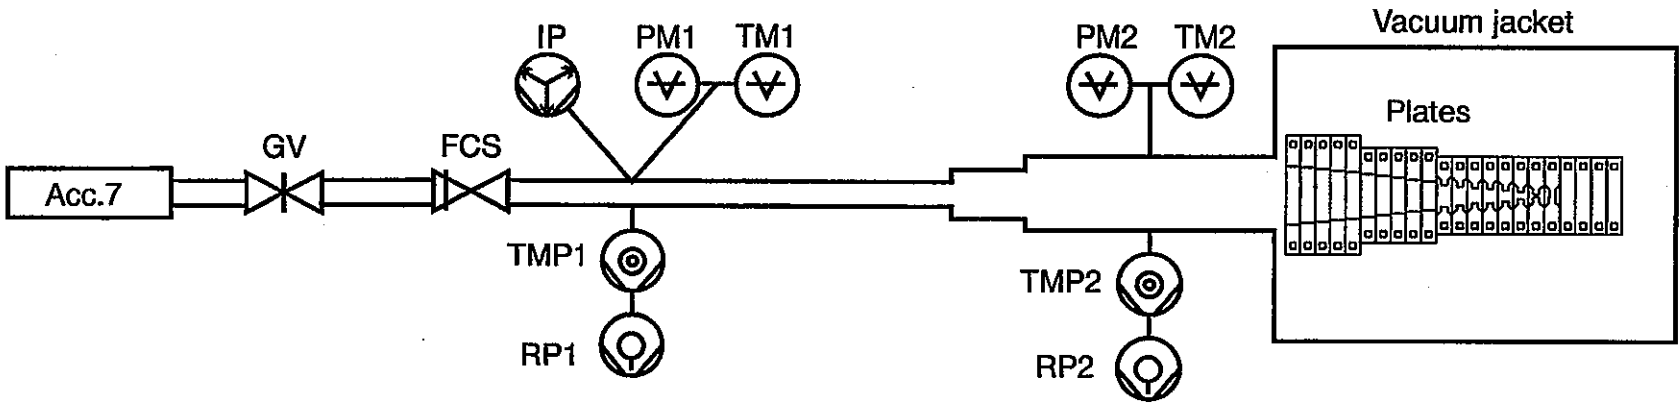 Vacuum jacket
IP
PM1
TM1
PM2
TM2
Plates
GV
FCS
Acc.7
TMP1
TMP2
RP1
RP2